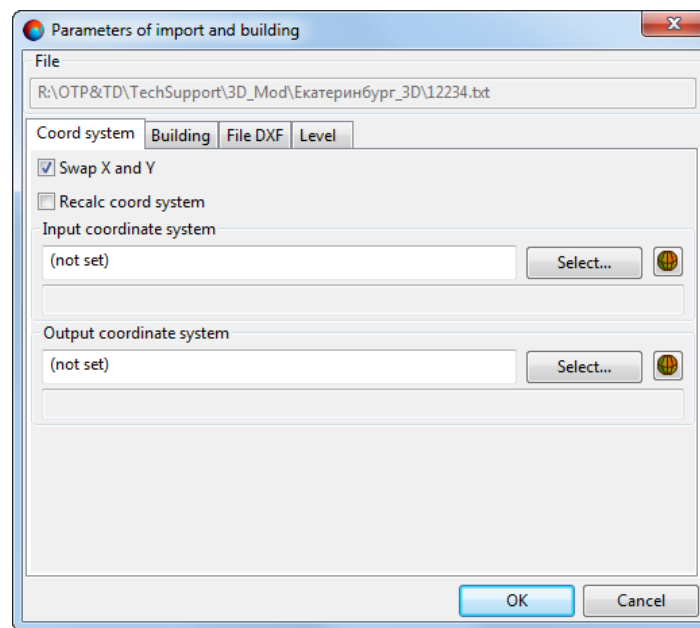 Parameters of import and building
File
R:\OTP&TD\TechSupport\3D_Mod\Екатеринбург_3D\12234.txt
Coord system Building File DXF Level
Swap X and Y
Recalc coord system
Input coordinate system
(not set) Select...
Output coordinate system
(not set) Select...
OK Cancel